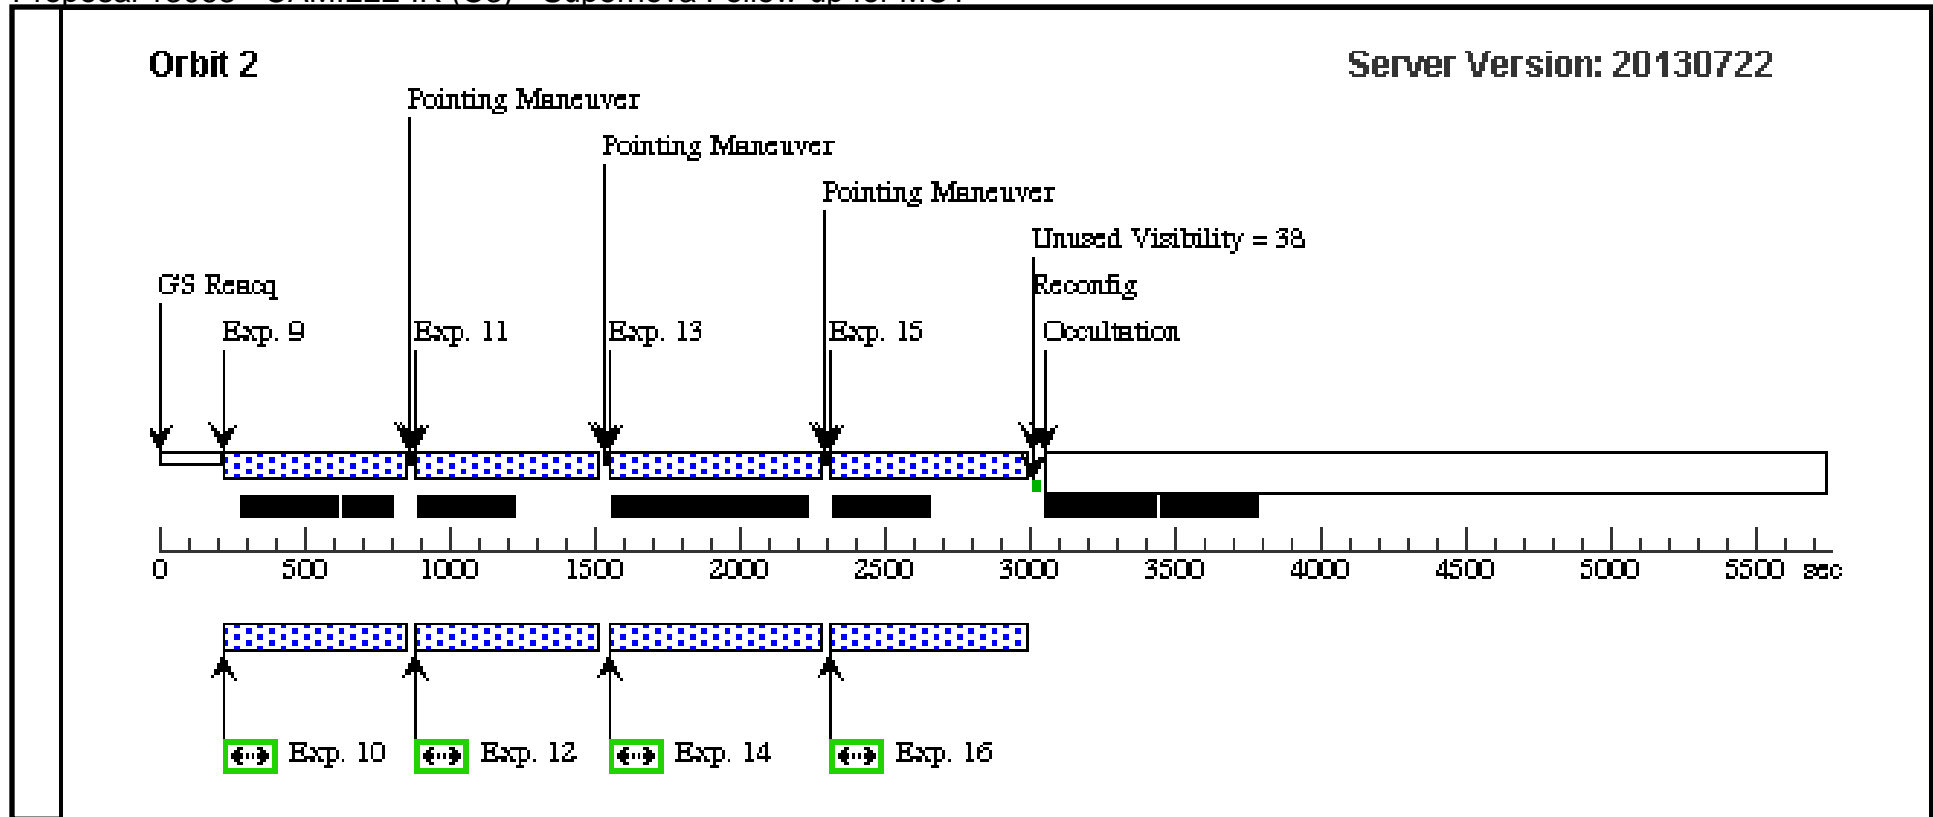 Orbit 2
Server Version: 20130722
Pointing Maneuver
Pointing Maneuver
Pointing Maneuver
Unused Visibility = 38
GS Reacq
Reconfig
Exp. 9
Exp. 11
Exp. 13
Exp. 15
Occultation
0 500 1000 1500 2000 2500 3000 3500 4000 4500 5000 5500 sec
Exp. 10
Exp. 12
Exp. 14
Exp. 16